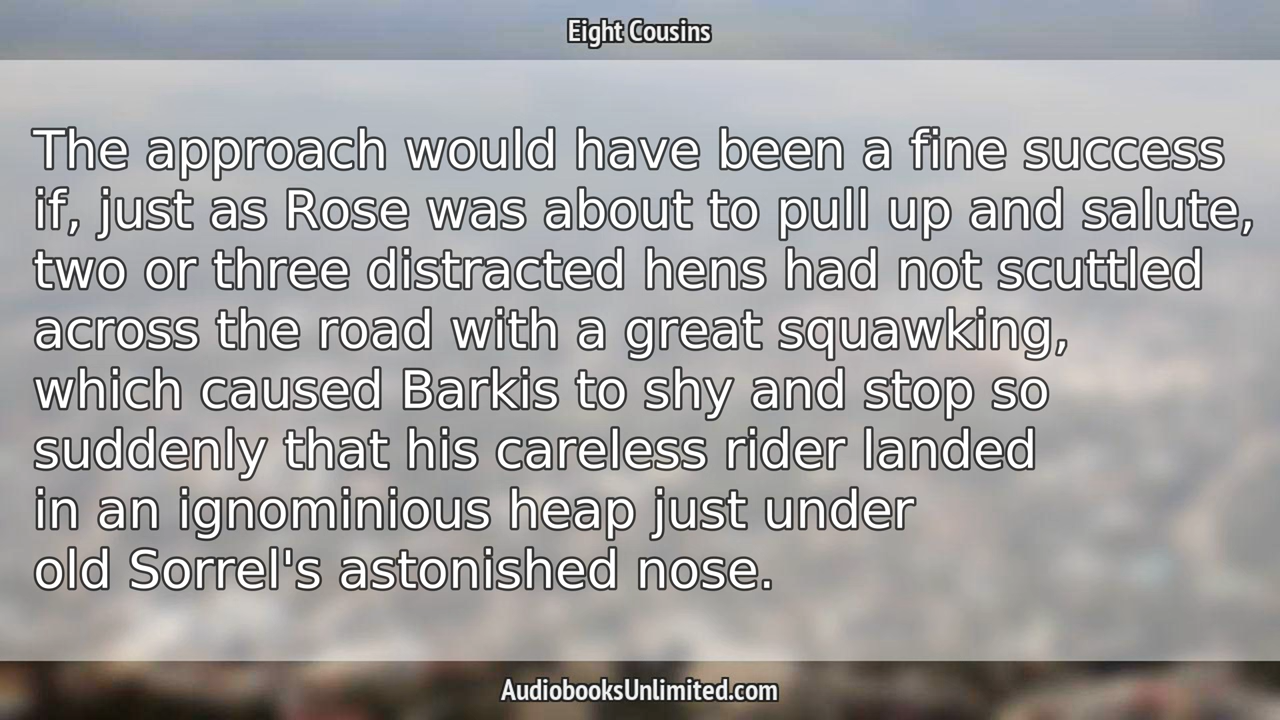 Eight Cousins
The approach would have been a fine success
if, just as Rose was about to pull up and salute,
two or three distracted hens had not scuttled
across the road with a great squawking,
which caused Barkis to shy and stop so
suddenly that his careless rider landed
in an ignominious heap just under
old Sorrel's astonished nose.
AudiobooksUnlimited.com